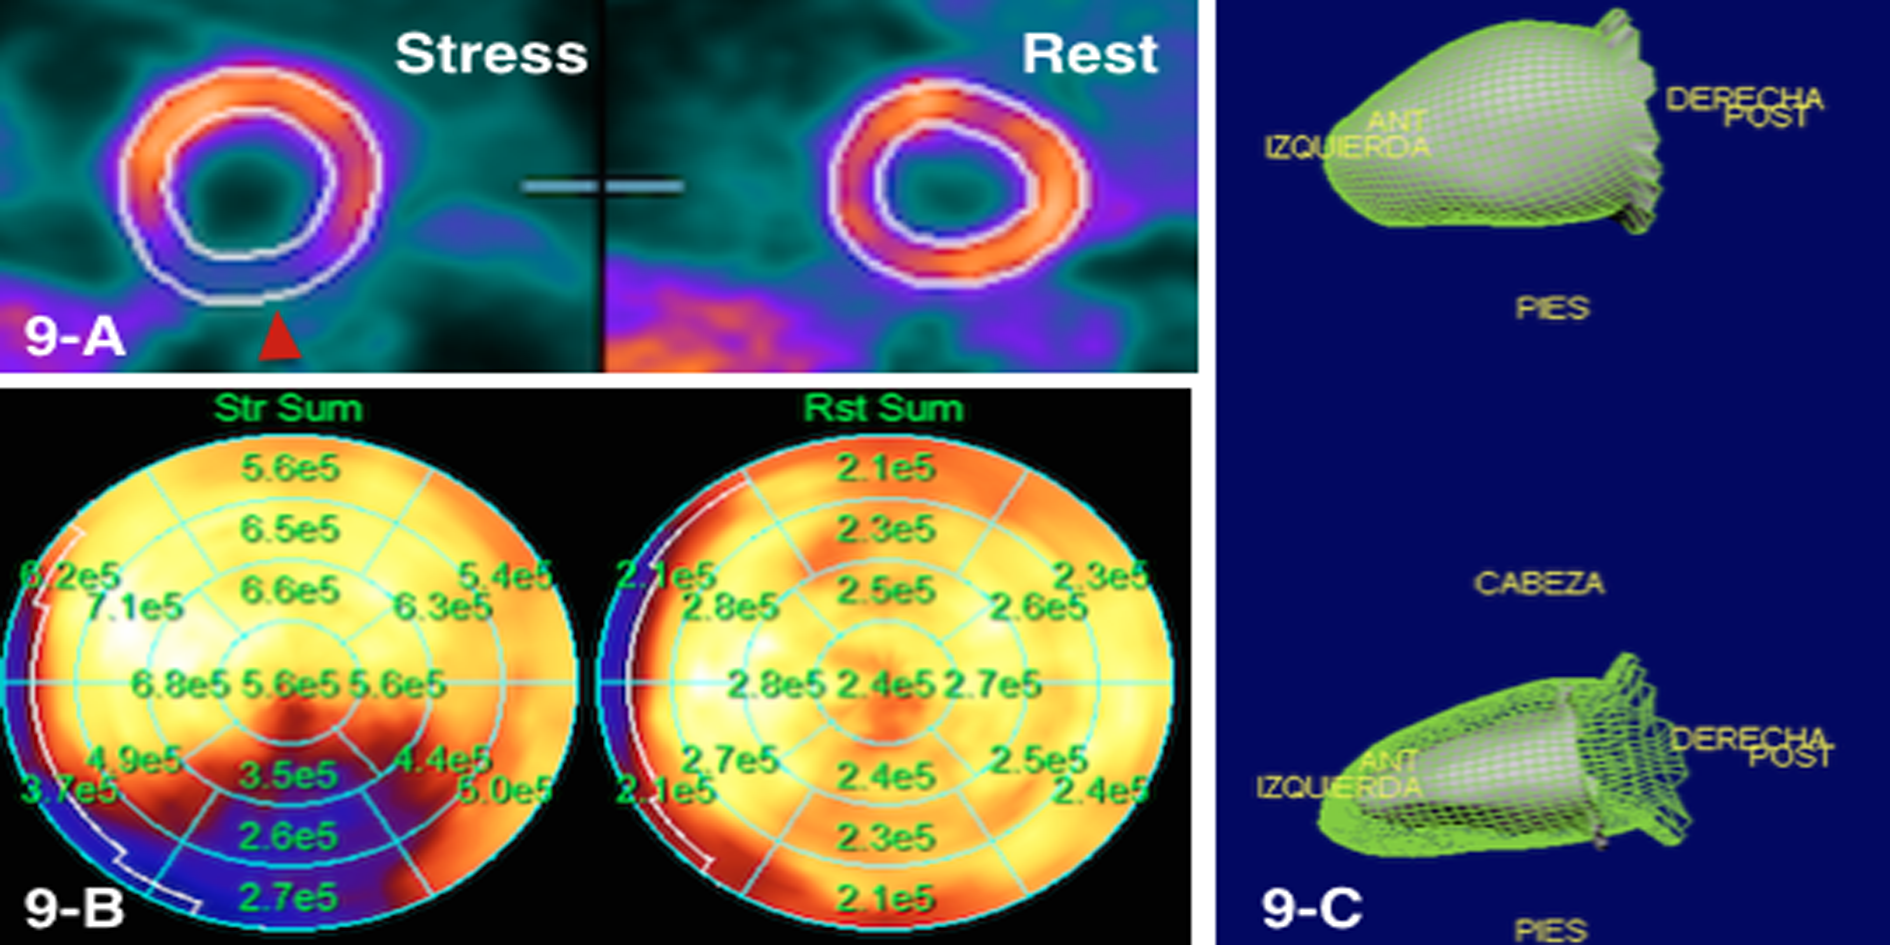 Stress
Rest
9-A
Str Sum
5.6e5
6.5e5
6.2e5
5.4e5
7.1e5
6.6e5
6.3e5
6.8e5 5.6e5 5.6e5
4.9e5
3.5e5
4.4e5
3.7e5
5.0e5
2.6e5
2.7e5
9-B
Rst Sum
2.1e5
2.3e5
2.1e5
2.3e5
2.8e5
2.5e5
2.6e5
2.8e5 2.4e5 2.7e5
2.7e5
2.4e5
2.5e5
2.1e5
2.4e5
2.3e5
2.1e5
ANT
IZQUIERDA
DERECHA
POST
PIES
CABEZA
ANT
IZQUIERDA
DERECHA
POST
9-C
PIES